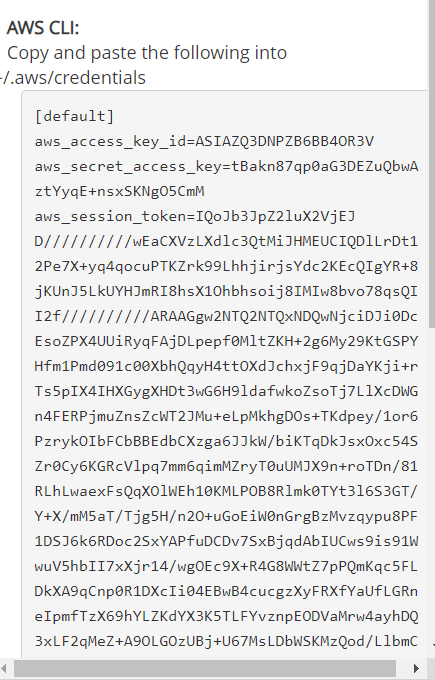 AWS CLI:
Copy and paste the following into
~/.aws/credentials
[default]
aws_access_key_id=ASIAZQ3DNPZB6BB4OR3V
aws_secret_access_key=tBakn87qp0aG3DEZuQbwA
ztYyqE+nsxSKNgO5CmM
aws_session_token=IQoJb3JpZ2luX2VjEJ
D//////////wEaCXVzLXdlc3QtMiJHMEUCIQDlLrDt1
2Pe7X+yq4qocuPTKZrk99LhhjirjsYdc2KEcQIgYR+8
jKUnJ5LkUYHJmRI8hsX1Ohbhsoij8IMIw8bvo78qsQI
I2f//////////ARAAGgw2NTQ2NTQxNDQwNjciDJi0Dc
EsoZPX4UUiRyqFAjDLpepf0MltZKH+2g6My29KtGSPY
Hfm1Pmd091c00XbhQqyH4ttOXdJchxjF9qjDaYKji+r
Ts5pIX4IHXGygXHDt3wG6H9ldafwkoZsoTj7LlXcDWG
n4FERPjmuZnsZcWT2JMu+eLpMkhgDOs+TKdpey/1or6
PzrykOIbFCbBBEdbCXzga6JJkW/biKTqDkJsxOxc54S
Zr0Cy6KGRcVlpq7mm6qimMZryT0uUMJX9n+roTDn/81
RLhLwaexFsQqXOlWEh10KMLPOB8Rlmk0TYt3l6S3GT/
Y+X/mM5aT/Tjg5H/n2O+uGoEiW0nGrgBzMvzqypu8PF
1DSJ6k6RDoc2SxYAPfuDCDv7SxBjqdAbIUCws9is91W
wuV5hbII7xXjr14/wgOEc9X+R4G8WWtZ7pPQmKqc5FL
DkXA9qCnp0R1DXcIi04EBwB4cucgzXyFRXfYaUfLGRn
eIpmfTzX69hYLZKdYX3K5TLFYvznpEODVaMrw4ayhDQ
3xLF2qMeZ+A9OLGOzUBj+U67MsLDbWSKMzQod/LlbmC